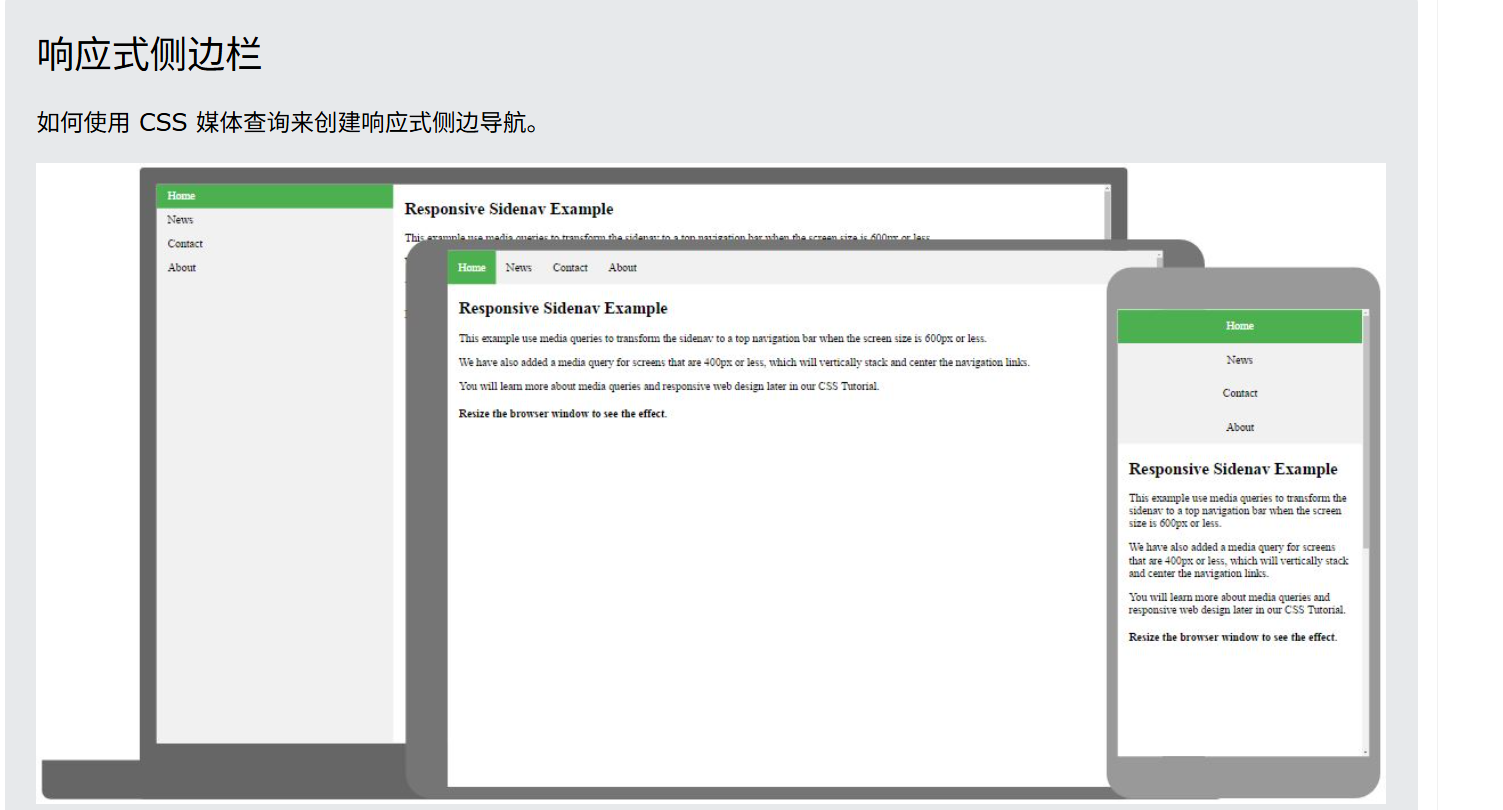 响应式侧边栏
如何使用 CSS 媒体查询来创建响应式侧边导航。
Home
News
Contact
About
Responsive Sidenav Example
This example use media queries to transform the sidenav to a top navigation bar when the screen size is 600px or less.
Home News Contact About
Responsive Sidenav Example
This example use media queries to transform the sidenav to a top navigation bar when the screen size is 600px or less.
We have also added a media query for screens that are 400px or less, which will vertically stack and center the navigation links.
You will learn more about media queries and responsive web design later in our CSS Tutorial.
Resize the browser window to see the effect.
Home
News
Contact
About
Responsive Sidenav Example
This example use media queries to transform the
sidenav to a top navigation bar when the screen
size is 600px or less.
We have also added a media query for screens
that are 400px or less, which will vertically stack
and center the navigation links.
You will learn more about media queries and
responsive web design later in our CSS Tutorial.
Resize the browser window to see the effect.